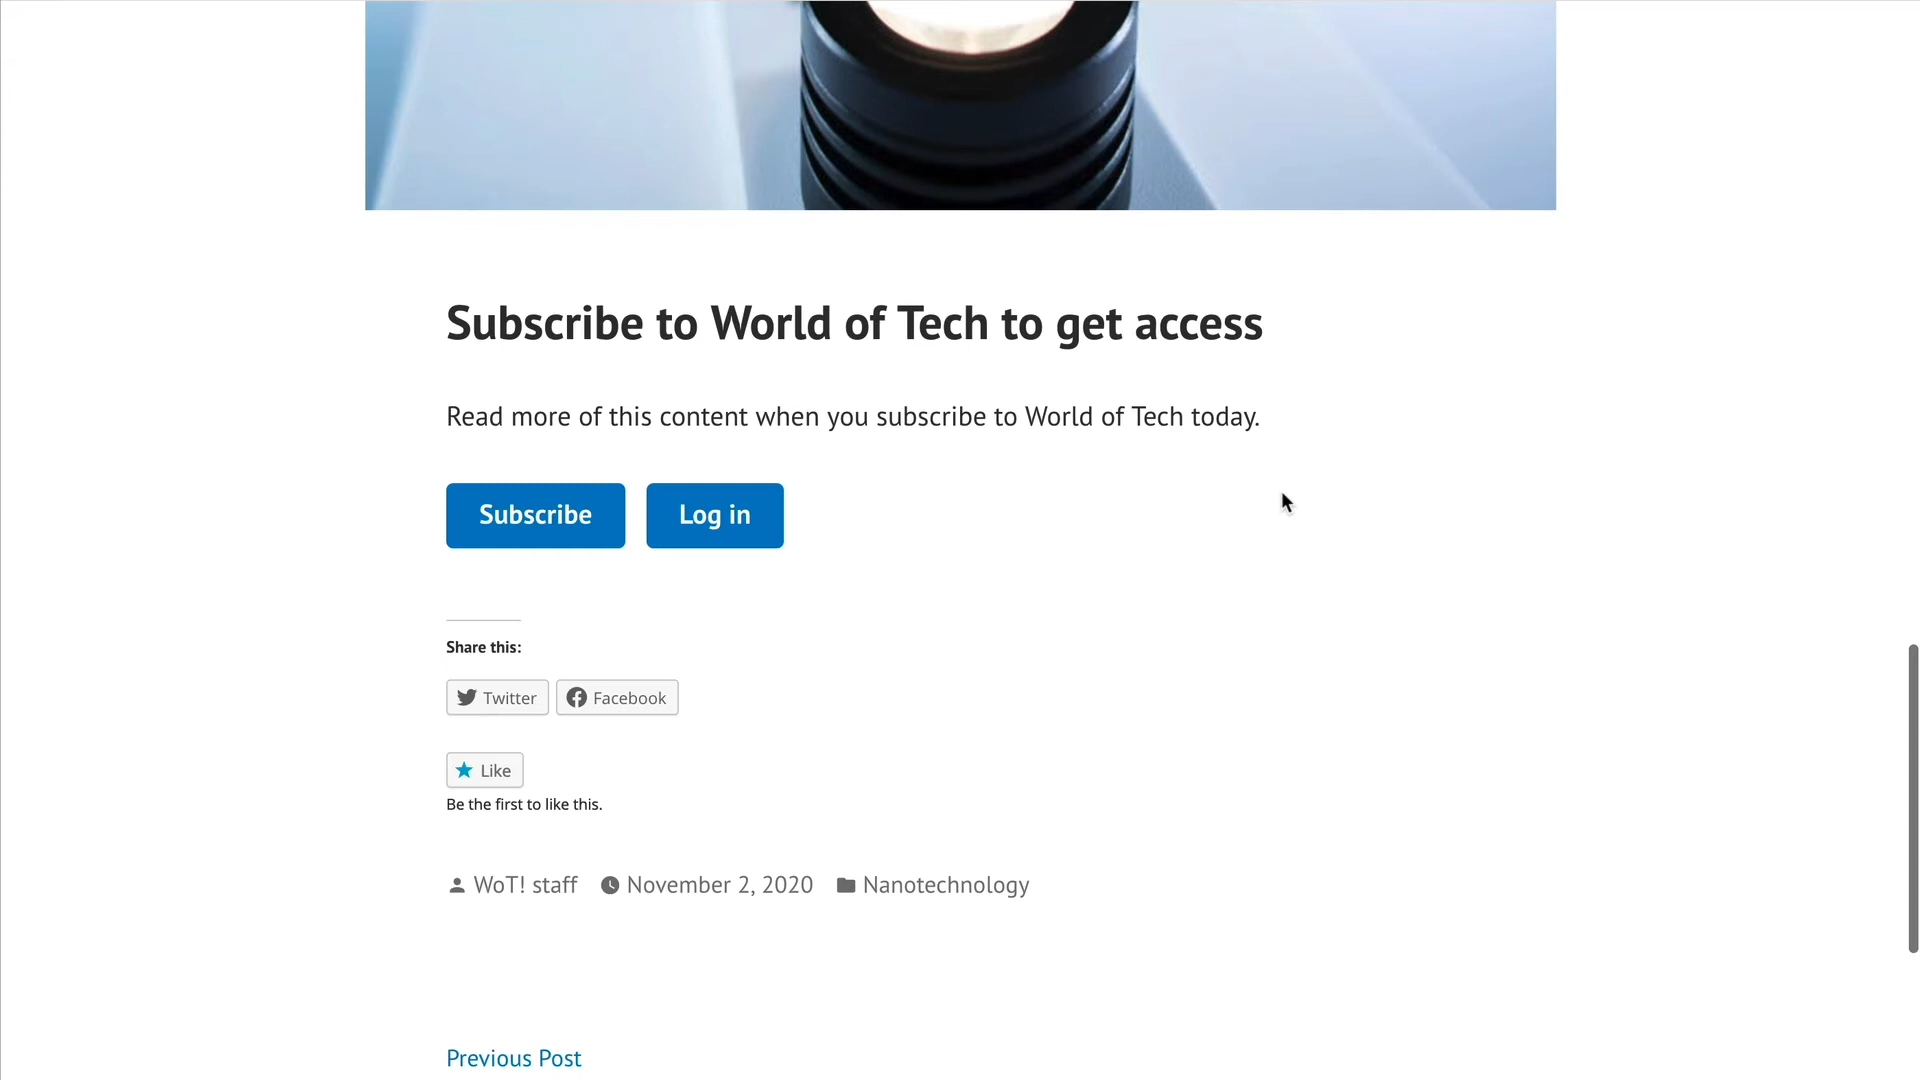 Subscribe to World of Tech to get access
Read more of this content when you subscribe to World of Tech today.
Subscribe Log in
Share this:
Twitter Facebook
Like
Be the first to like this.
WoT! staff November 2, 2020 Nanotechnology
Previous Post